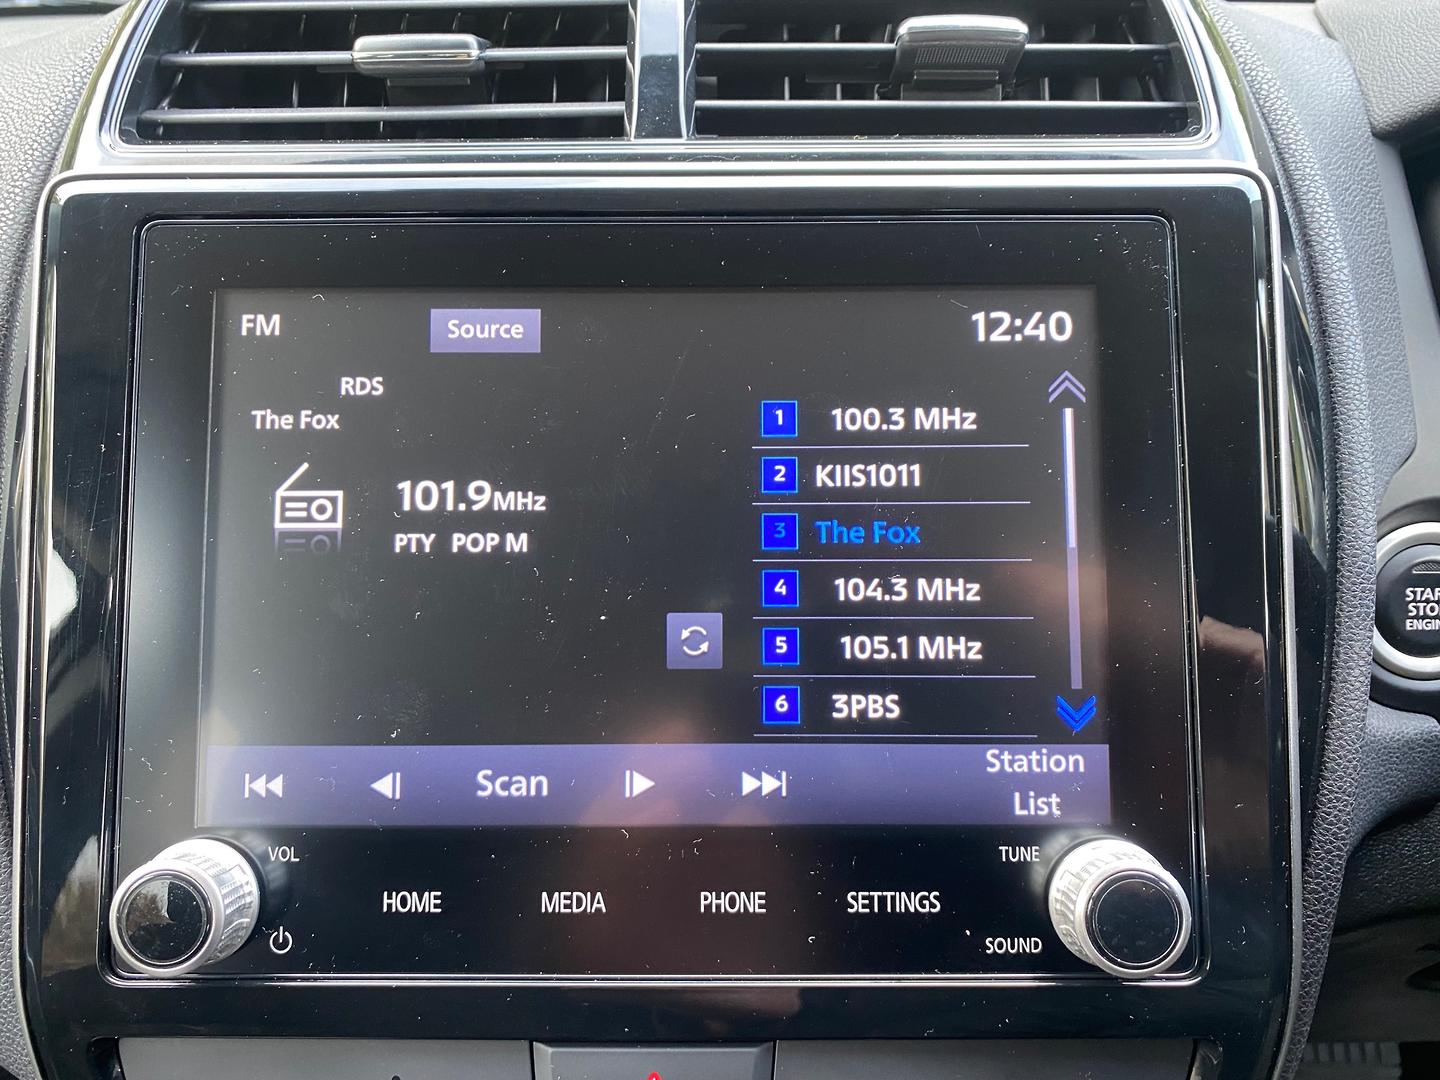 FM
Source
12:40
RDS
The Fox
101.9MHz
PTY POP M
1 100.3 MHz
2 KIIS1011
3 The Fox
4 104.3 MHz
5 105.1 MHz
6 3PBS
Scan
Station
List
VOL
TUNE
HOME
MEDIA
PHONE
SETTINGS
SOUND
ENGIN